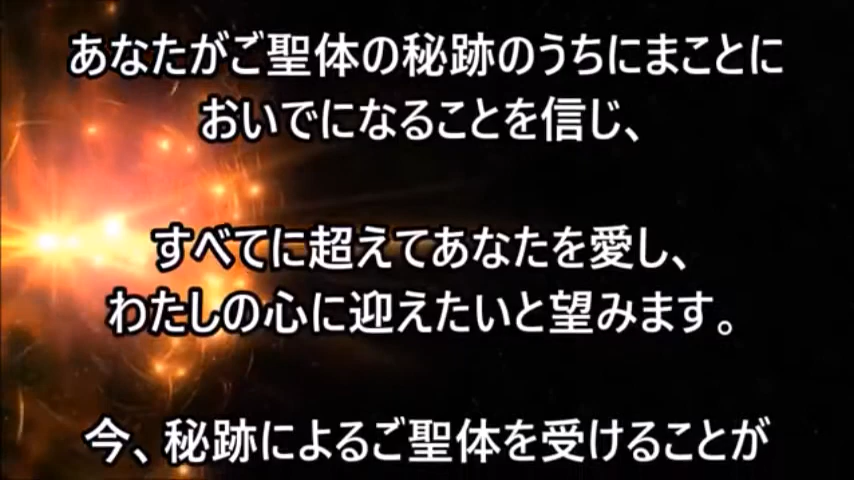 あなたがご聖体の秘跡のうちにまことに
おいでになることを信じ、
すべてに超えてあなたを愛し、
わたしの心に迎えたいと望みます。
今、秘跡によるご聖体を受けることが